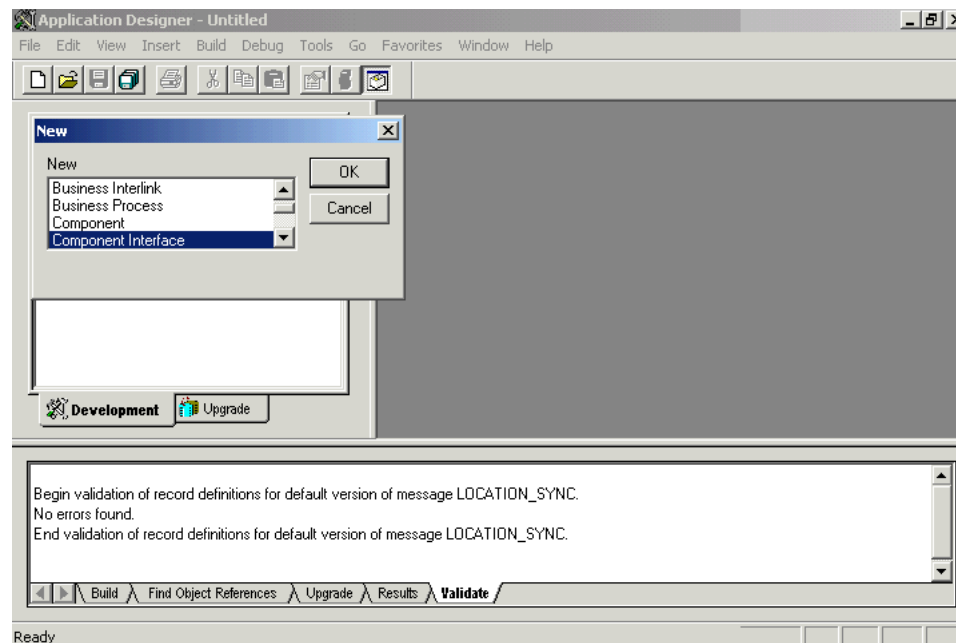 Application Designer - Untitled
File Edit View Insert Build Debug Tools Go Favorites Window Help
New
New
OK
Business Interlink
Business Process
Cancel
Component
Component Interface
Development
Upgrade
Begin validation of record definitions for default version of message LOCATION_SYNC.
No errors found.
End validation of record definitions for default version of message LOCATION_SYNC.
Build Find Object References Upgrade Results Validate
Ready